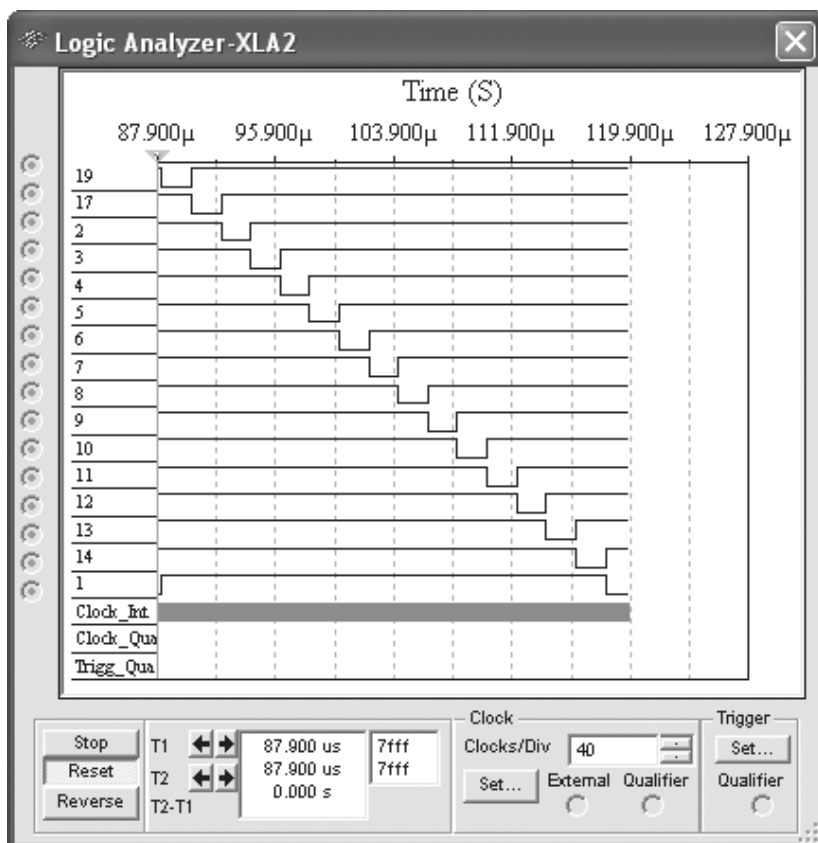 Logic Analyzer-XLA2
Time (S)
87.900µ 95.900µ 103.900µ 111.900µ 119.900µ 127.900µ
19
17
2
3
4
5
6
7
8
9
10
11
12
13
14
1
Clock_Int
Clock_Qua
Trigg_Qua
Stop
Reset
Reverse
T1
T2
T2-T1
87.900 us
87.900 us
0.000 s
7fff
7fff
Clock
Clocks/Div 40
Set... External Qualifier
Trigger
Set...
Qualifier